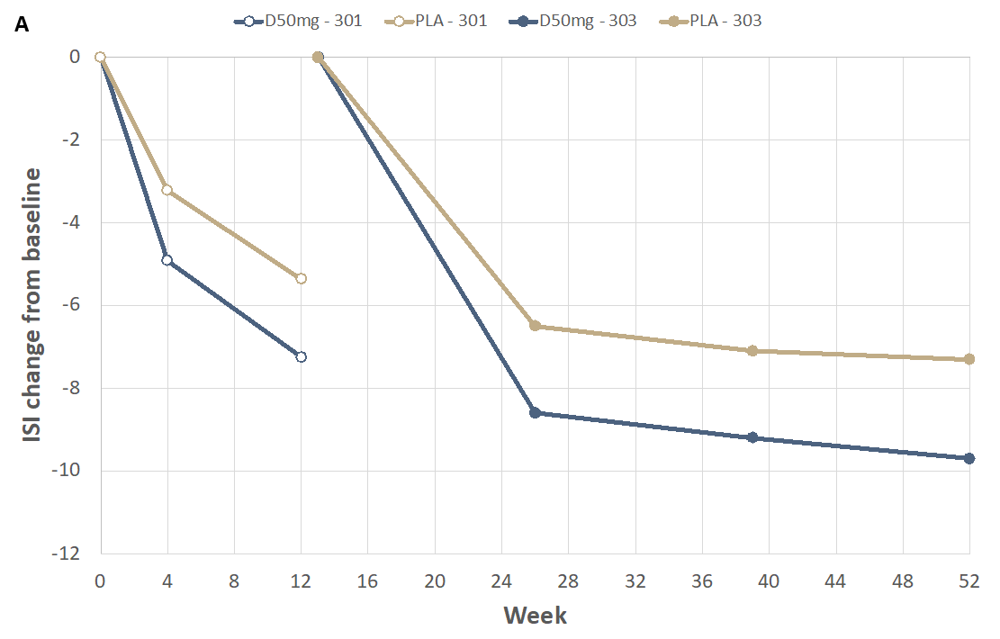 A
D50mg - 301 PLA - 301 D50mg - 303 PLA - 303
0
-2
-4
-6
-8
-10
-12
ISI change from baseline
0 4 8 12 16 20 24 28 32 36 40 44 48 52
Week